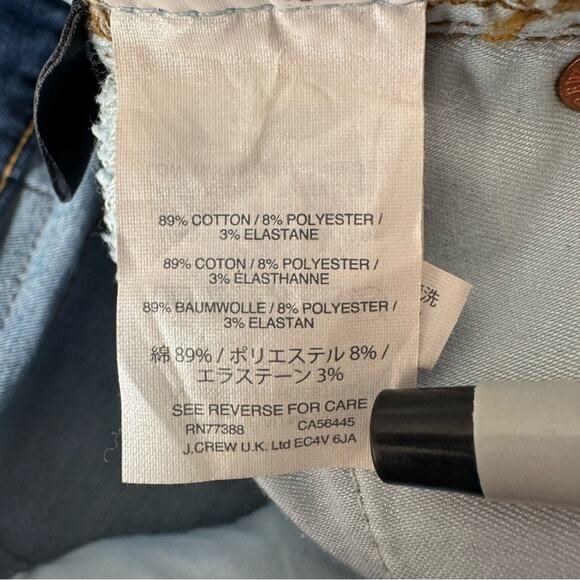 89% COTTON / 8% POLYESTER /
3% ELASTANE
89% COTON / 8% POLYESTER /
3% ÉLASTHANNE
89% BAUMWOLLE / 8% POLYESTER /
3% ELASTAN
綿 89% / ポリエステル 8% /
エラステーン 3%
SEE REVERSE FOR CARE
RN77388 CA56445
J.CREW U.K. Ltd EC4V 6JA
洗